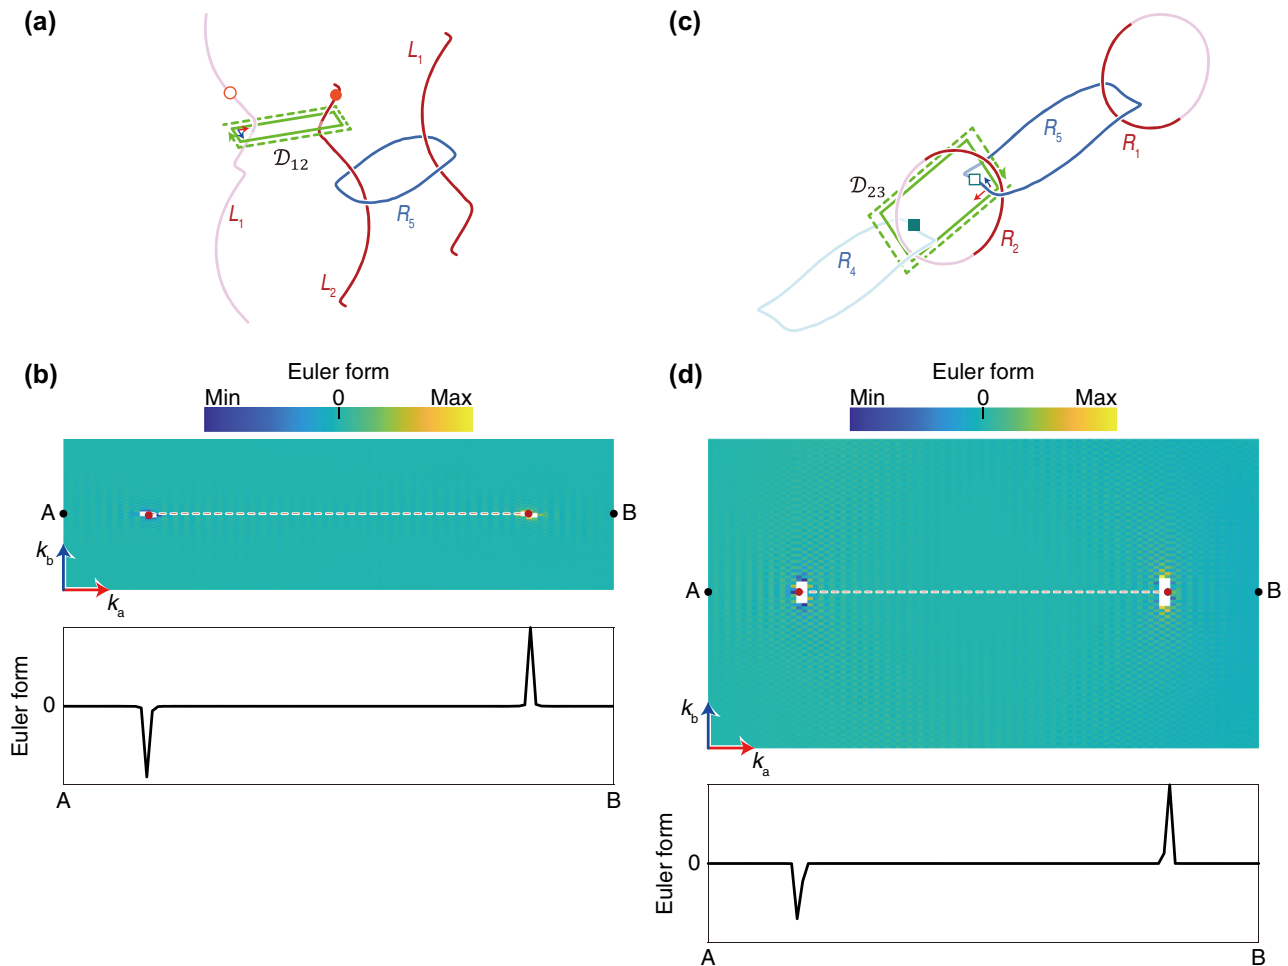 (a)
L1
D12
L1
R5
L2
(b)
Euler form
Min 0 Max
A
B
kb
ka
Euler form
0
A B
(c)
R5
R1
D23
R2
R4
(d)
Euler form
Min 0 Max
A
B
kb
ka
Euler form
0
A B